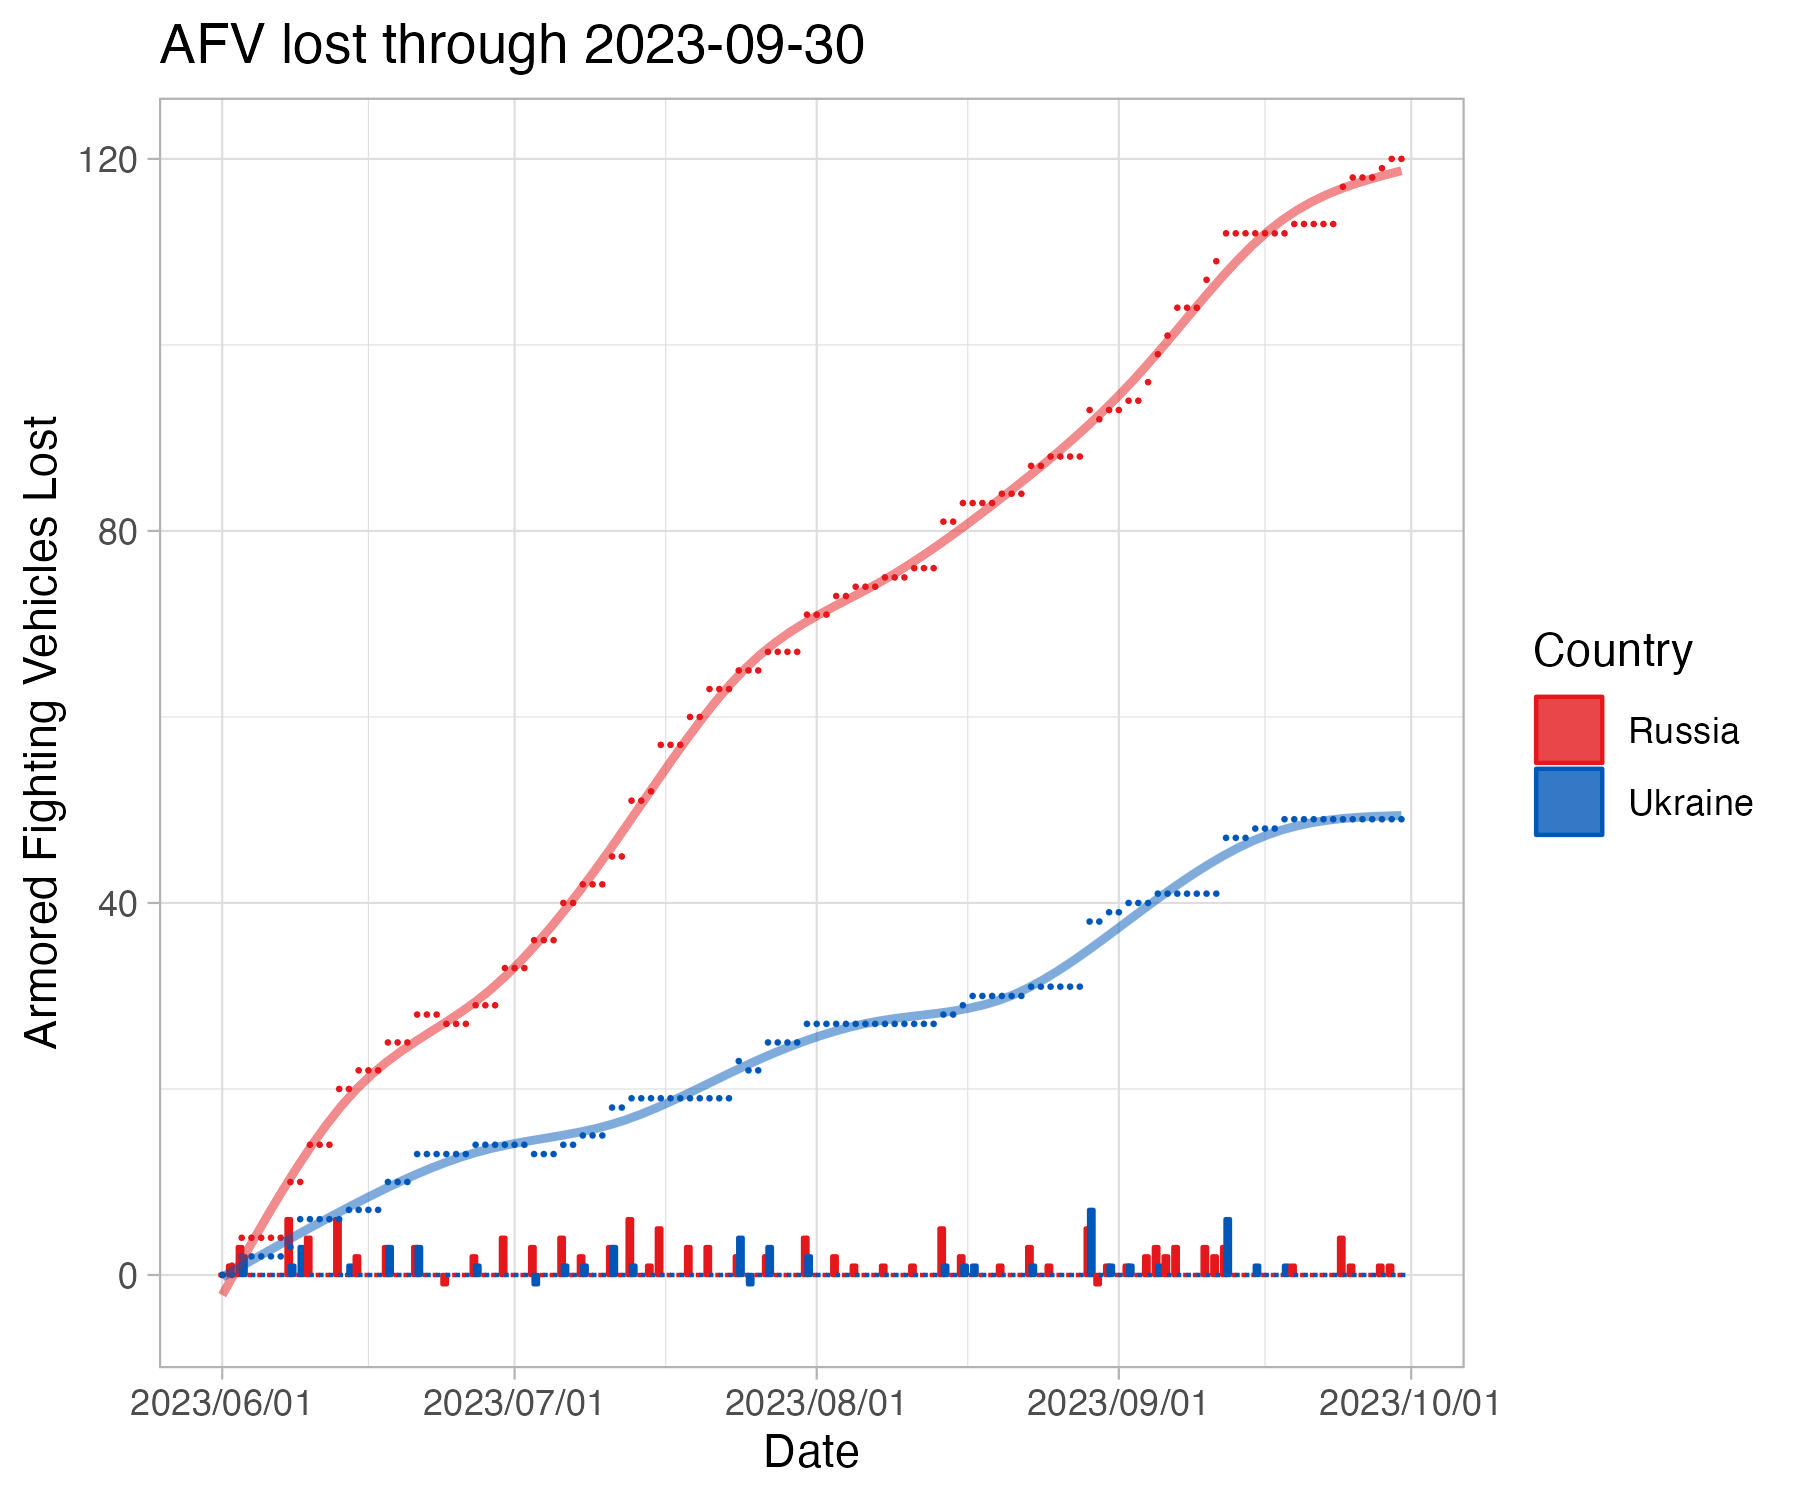 AFV lost through 2023-09-30
Armored Fighting Vehicles Lost
120
80
40
0
2023/06/01
2023/07/01
2023/08/01
2023/09/01
2023/10/01
Date
Country
Russia
Ukraine